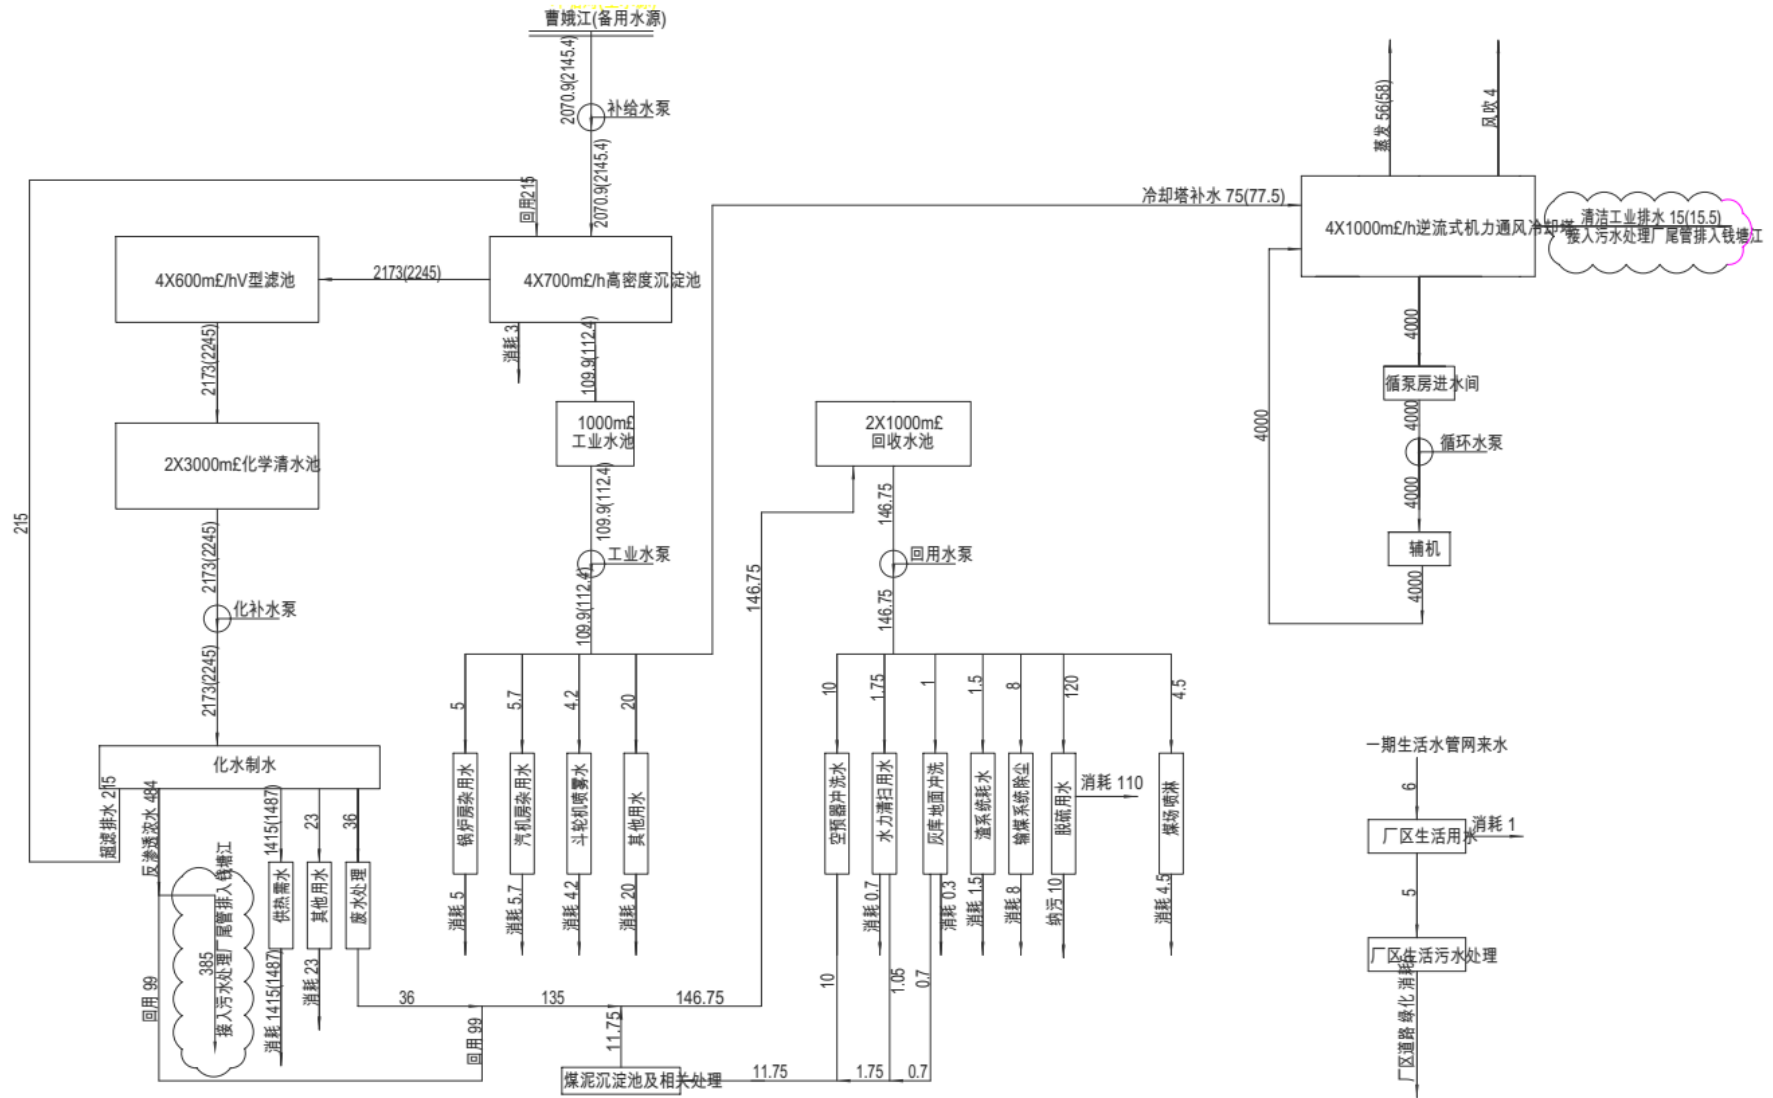 曹娥江(备用水源)
2070.9(2145.4)
补给水泵
2070.9(2145.4)
回用215
4X700m£/h高密度沉淀池
2173(2245)
4X600m£/hV型滤池
消耗 3
109.9(112.4)
2173(2245)
2X3000m£化学清水池
2173(2245)
化补水泵
2173(2245)
215
1000m£
工业水池
109.9(112.4)
工业水泵
109.9(112.4)
2X1000m£
回收水池
146.75
回用水泵
146.75
146.75
冷却塔补水 75(77.5)
蒸发 56(58)
风吹 4
4X1000m£/h逆流式机力通风冷却塔
清洁工业排水 15(15.5)
接入污水处理厂尾管排入钱塘江
4000
循泵房进水间
4000
循环水泵
4000
辅机
4000
4000
化水制水
超滤排水 215
反渗透浓水 484
1415(1487)
23
36
供热需水
其他用水
废水处理
385
接入污水处理厂尾管排入钱塘江
回用 99
消耗 1415(1487)
消耗 23
5
5.7
4.2
20
锅炉房杂用水
汽机房杂用水
斗轮机喷雾水
其他用水
消耗 5
消耗 5.7
消耗 4.2
消耗 20
10
1.75
1
1.5
8
120
4.5
空预器冲洗水
水力清扫用水
灰库地面冲洗
渣系统耗水
输煤系统除尘
脱硫用水
消耗 110
煤场喷淋
消耗 0.7
消耗 0.3
消耗 1.5
消耗 8
纳污 10
消耗 4.5
10
1.05
0.7
36
135
146.75
回用 99
11.75
煤泥沉淀池及相关处理
11.75
1.75
0.7
一期生活水管网来水
6
厂区生活用水
消耗 1
5
厂区生活污水处理
厂区道路 绿化 消耗